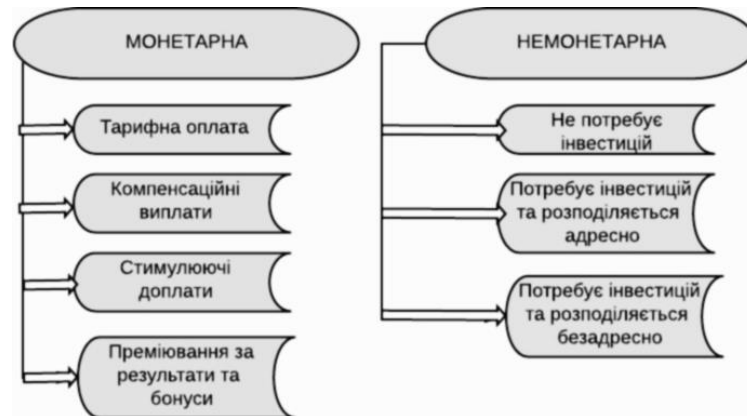 МОНЕТАРНА
Тарифна оплата
Компенсаційні
виплати
Стимулюючі
доплати
Преміювання за
результати та
бонуси
НЕМОНЕТАРНА
Не потребує
інвестицій
Потребує інвестицій
та розподіляється
адресно
Потребує інвестицій
та розподіляється
безадресно